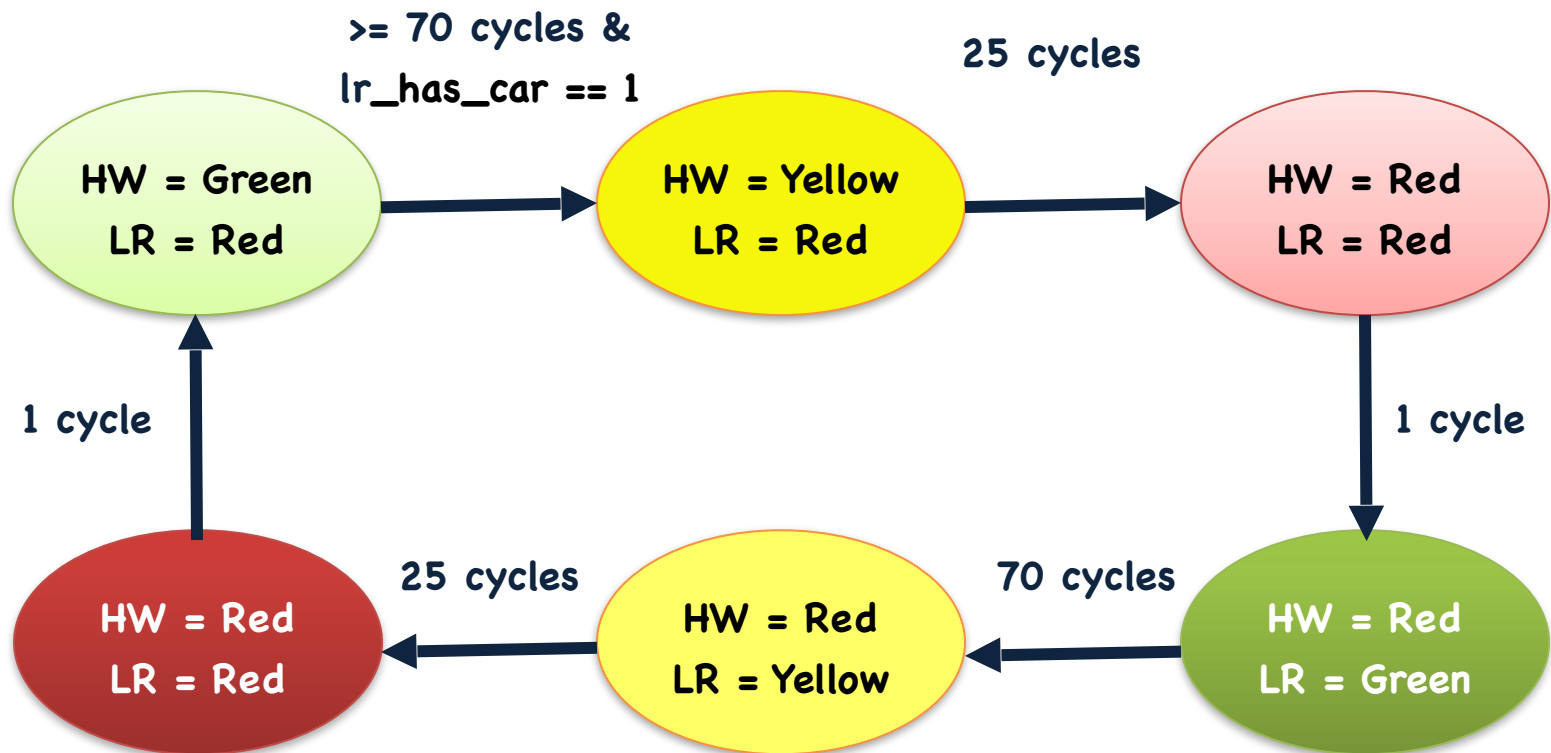 >= 70 cycles &
lr_has_car == 1
25 cycles
HW = Green
LR = Red
HW = Yellow
LR = Red
HW = Red
LR = Red
1 cycle
1 cycle
HW = Red
LR = Red
25 cycles
HW = Red
LR = Yellow
70 cycles
HW = Red
LR = Green